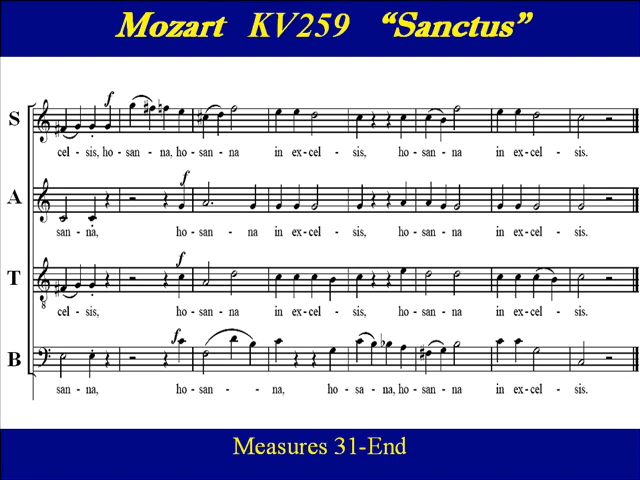 Mozart KV259 “Sanctus”
S
f
cel - sis, ho - san - na, ho - san - na in ex - cel - sis, ho - san - na in ex - cel - sis.
A
f
san - na, ho - san - na in ex - cel - sis, ho - san - na in ex - cel - sis.
T
8
f
cel - sis, ho - san - na in ex - cel - sis, ho - san - na in ex - cel - sis.
B
f
san - na, ho - san - - na, ho - sa - na, ho - san - na in ex - cel - sis.
Measures 31-End